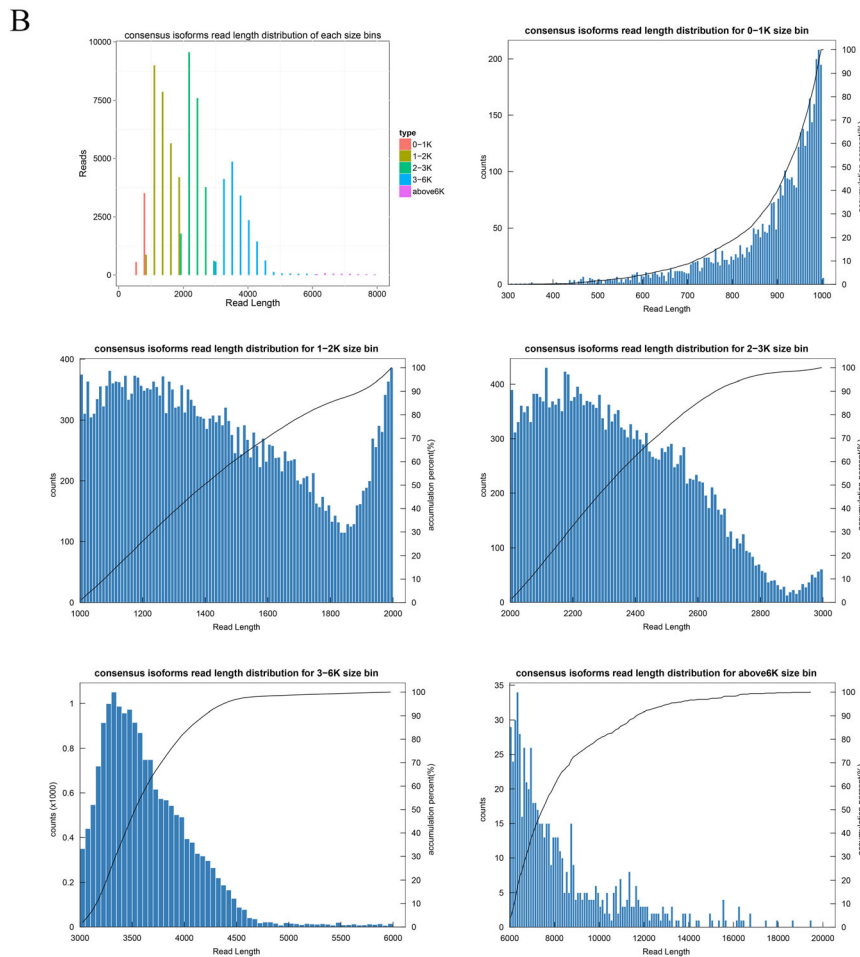 B
consensus isoforms read length distribution of each size bins
10000
7500
5000
2500
0
Reads
0 2000 4000 6000 8000
Read Length
type
0−1K
1−2K
2−3K
3−6K
above6K
consensus isoforms read length distribution for 0−1K size bin
200
150
100
50
0
counts
100
90
80
70
60
50
40
30
20
10
0
accumulation percent(%)
300 400 500 600 700 800 900 1000
Read Length
consensus isoforms read length distribution for 1−2K size bin
400
300
200
100
0
counts
100
90
80
70
60
50
40
30
20
10
0
accumulation percent(%)
1000 1200 1400 1600 1800 2000
Read Length
consensus isoforms read length distribution for 2−3K size bin
400
300
200
100
0
counts
100
90
80
70
60
50
40
30
20
10
0
accumulation percent(%)
2000 2200 2400 2600 2800 3000
Read Length
consensus isoforms read length distribution for 3−6K size bin
1
0.8
0.6
0.4
0.2
0
counts (x1000)
100
90
80
70
60
50
40
30
20
10
0
accumulation percent(%)
3000 3500 4000 4500 5000 5500 6000
Read Length
consensus isoforms read length distribution for above6K size bin
35
30
25
20
15
10
5
0
counts
100
90
80
70
60
50
40
30
20
10
0
accumulation percent(%)
6000 8000 10000 12000 14000 16000 18000 20000
Read Length